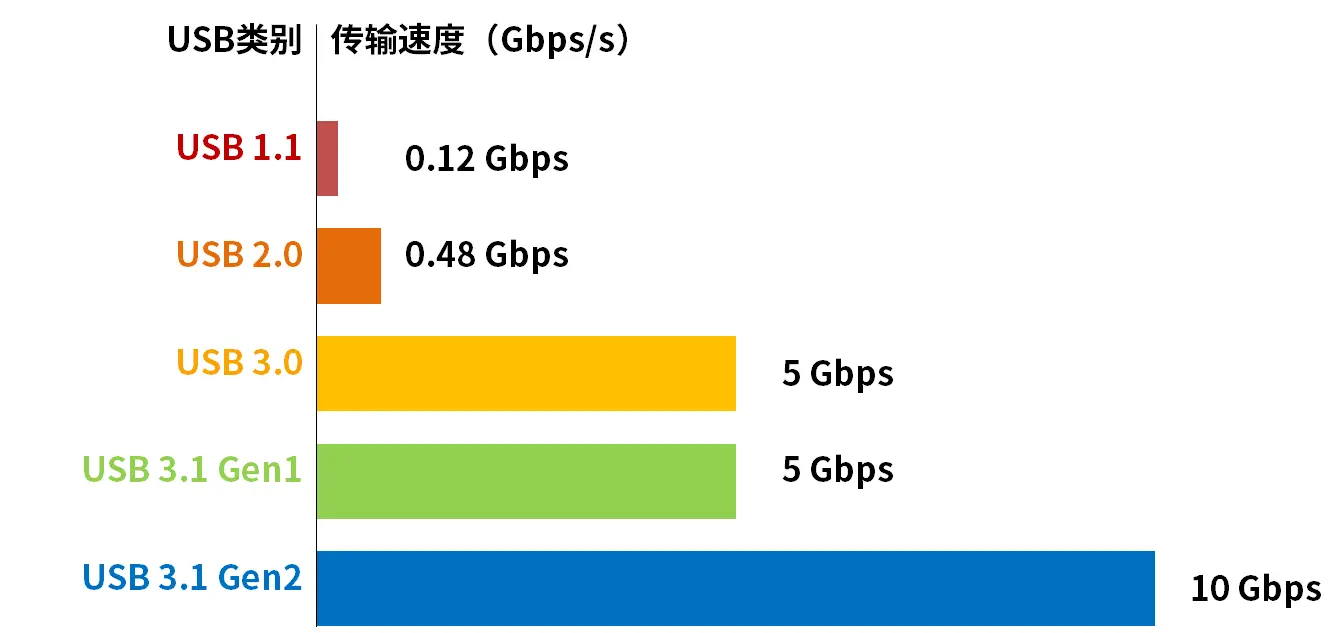 USB类别 传输速度（Gbps/s）
USB 1.1 0.12 Gbps
USB 2.0 0.48 Gbps
USB 3.0 5 Gbps
USB 3.1 Gen1 5 Gbps
USB 3.1 Gen2 10 Gbps